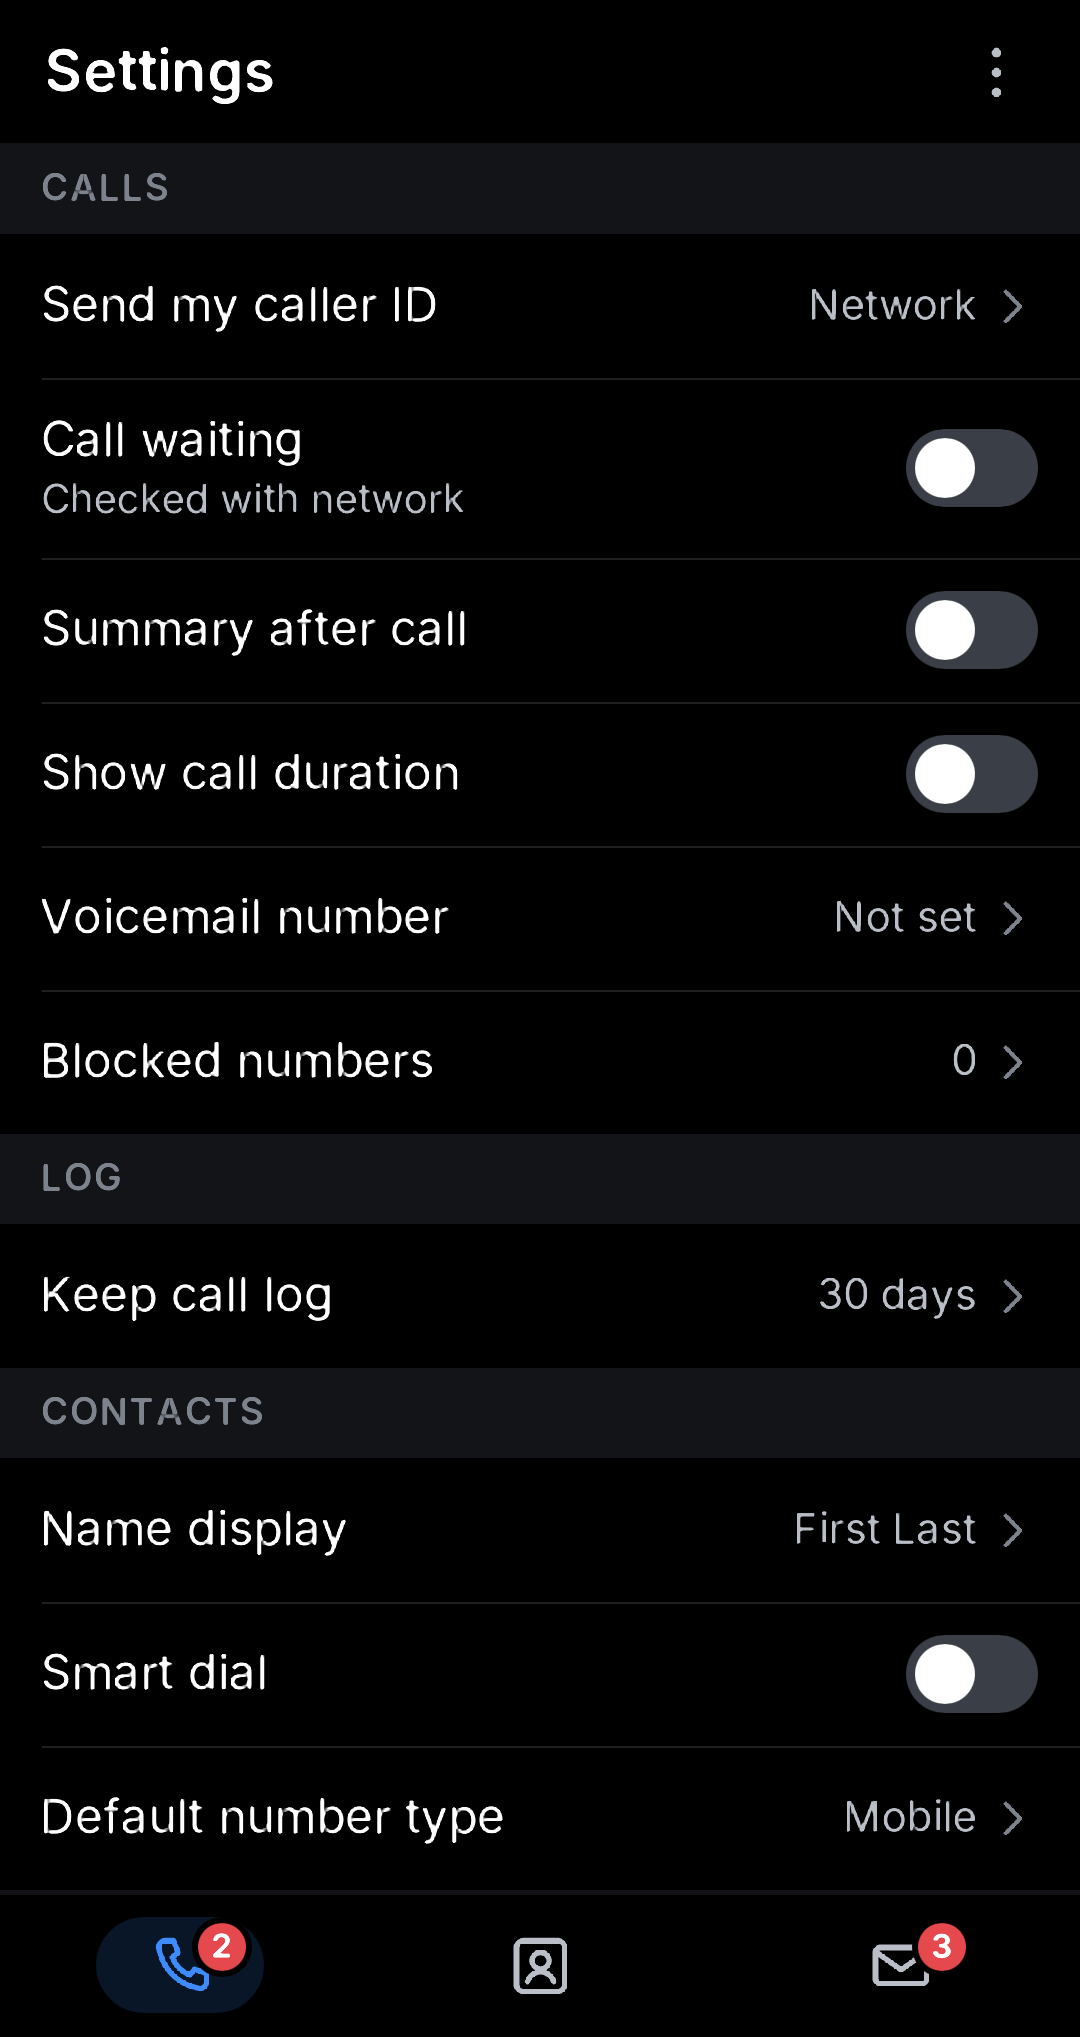 Settings
CALLS
Send my caller ID
Network
Call waiting
Checked with network
Summary after call
Show call duration
Voicemail number
Not set
Blocked numbers
0
LOG
Keep call log
30 days
CONTACTS
Name display
First Last
Smart dial
Default number type
Mobile
2
3